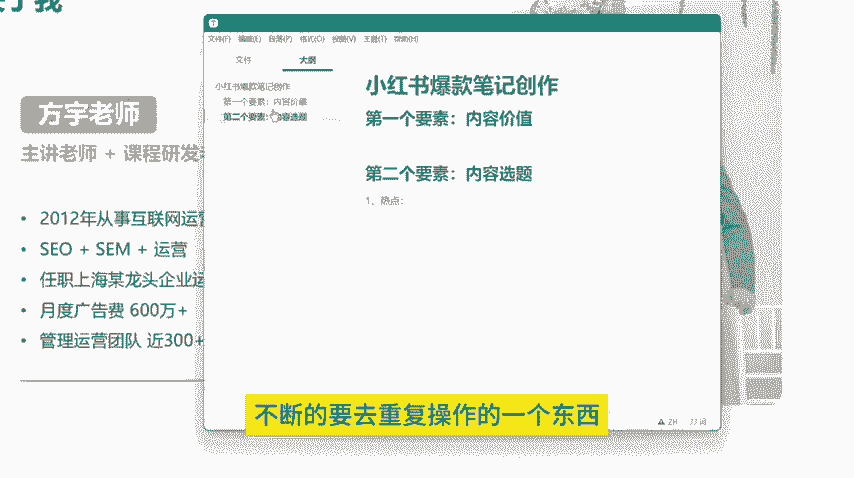 于我
文件(F) 编辑(E) 段落(P) 格式(O) 视图(V) 主题(T) 帮助(H)
文件 大纲
小红书爆款笔记创作
第一个要素：内容价值
第二个要素：内容选题
小红书爆款笔记创作
第一个要素：内容价值
第二个要素：内容选题
1、热点：
方宇老师
主讲老师 + 课程研发
• 2012年从事互联网运营
• SEO + SEM + 运营
• 任职上海某龙头企业运
• 月度广告费 600万+
• 管理运营团队 近300+
不断的要去重复操作的一个东西
ZH 33 词